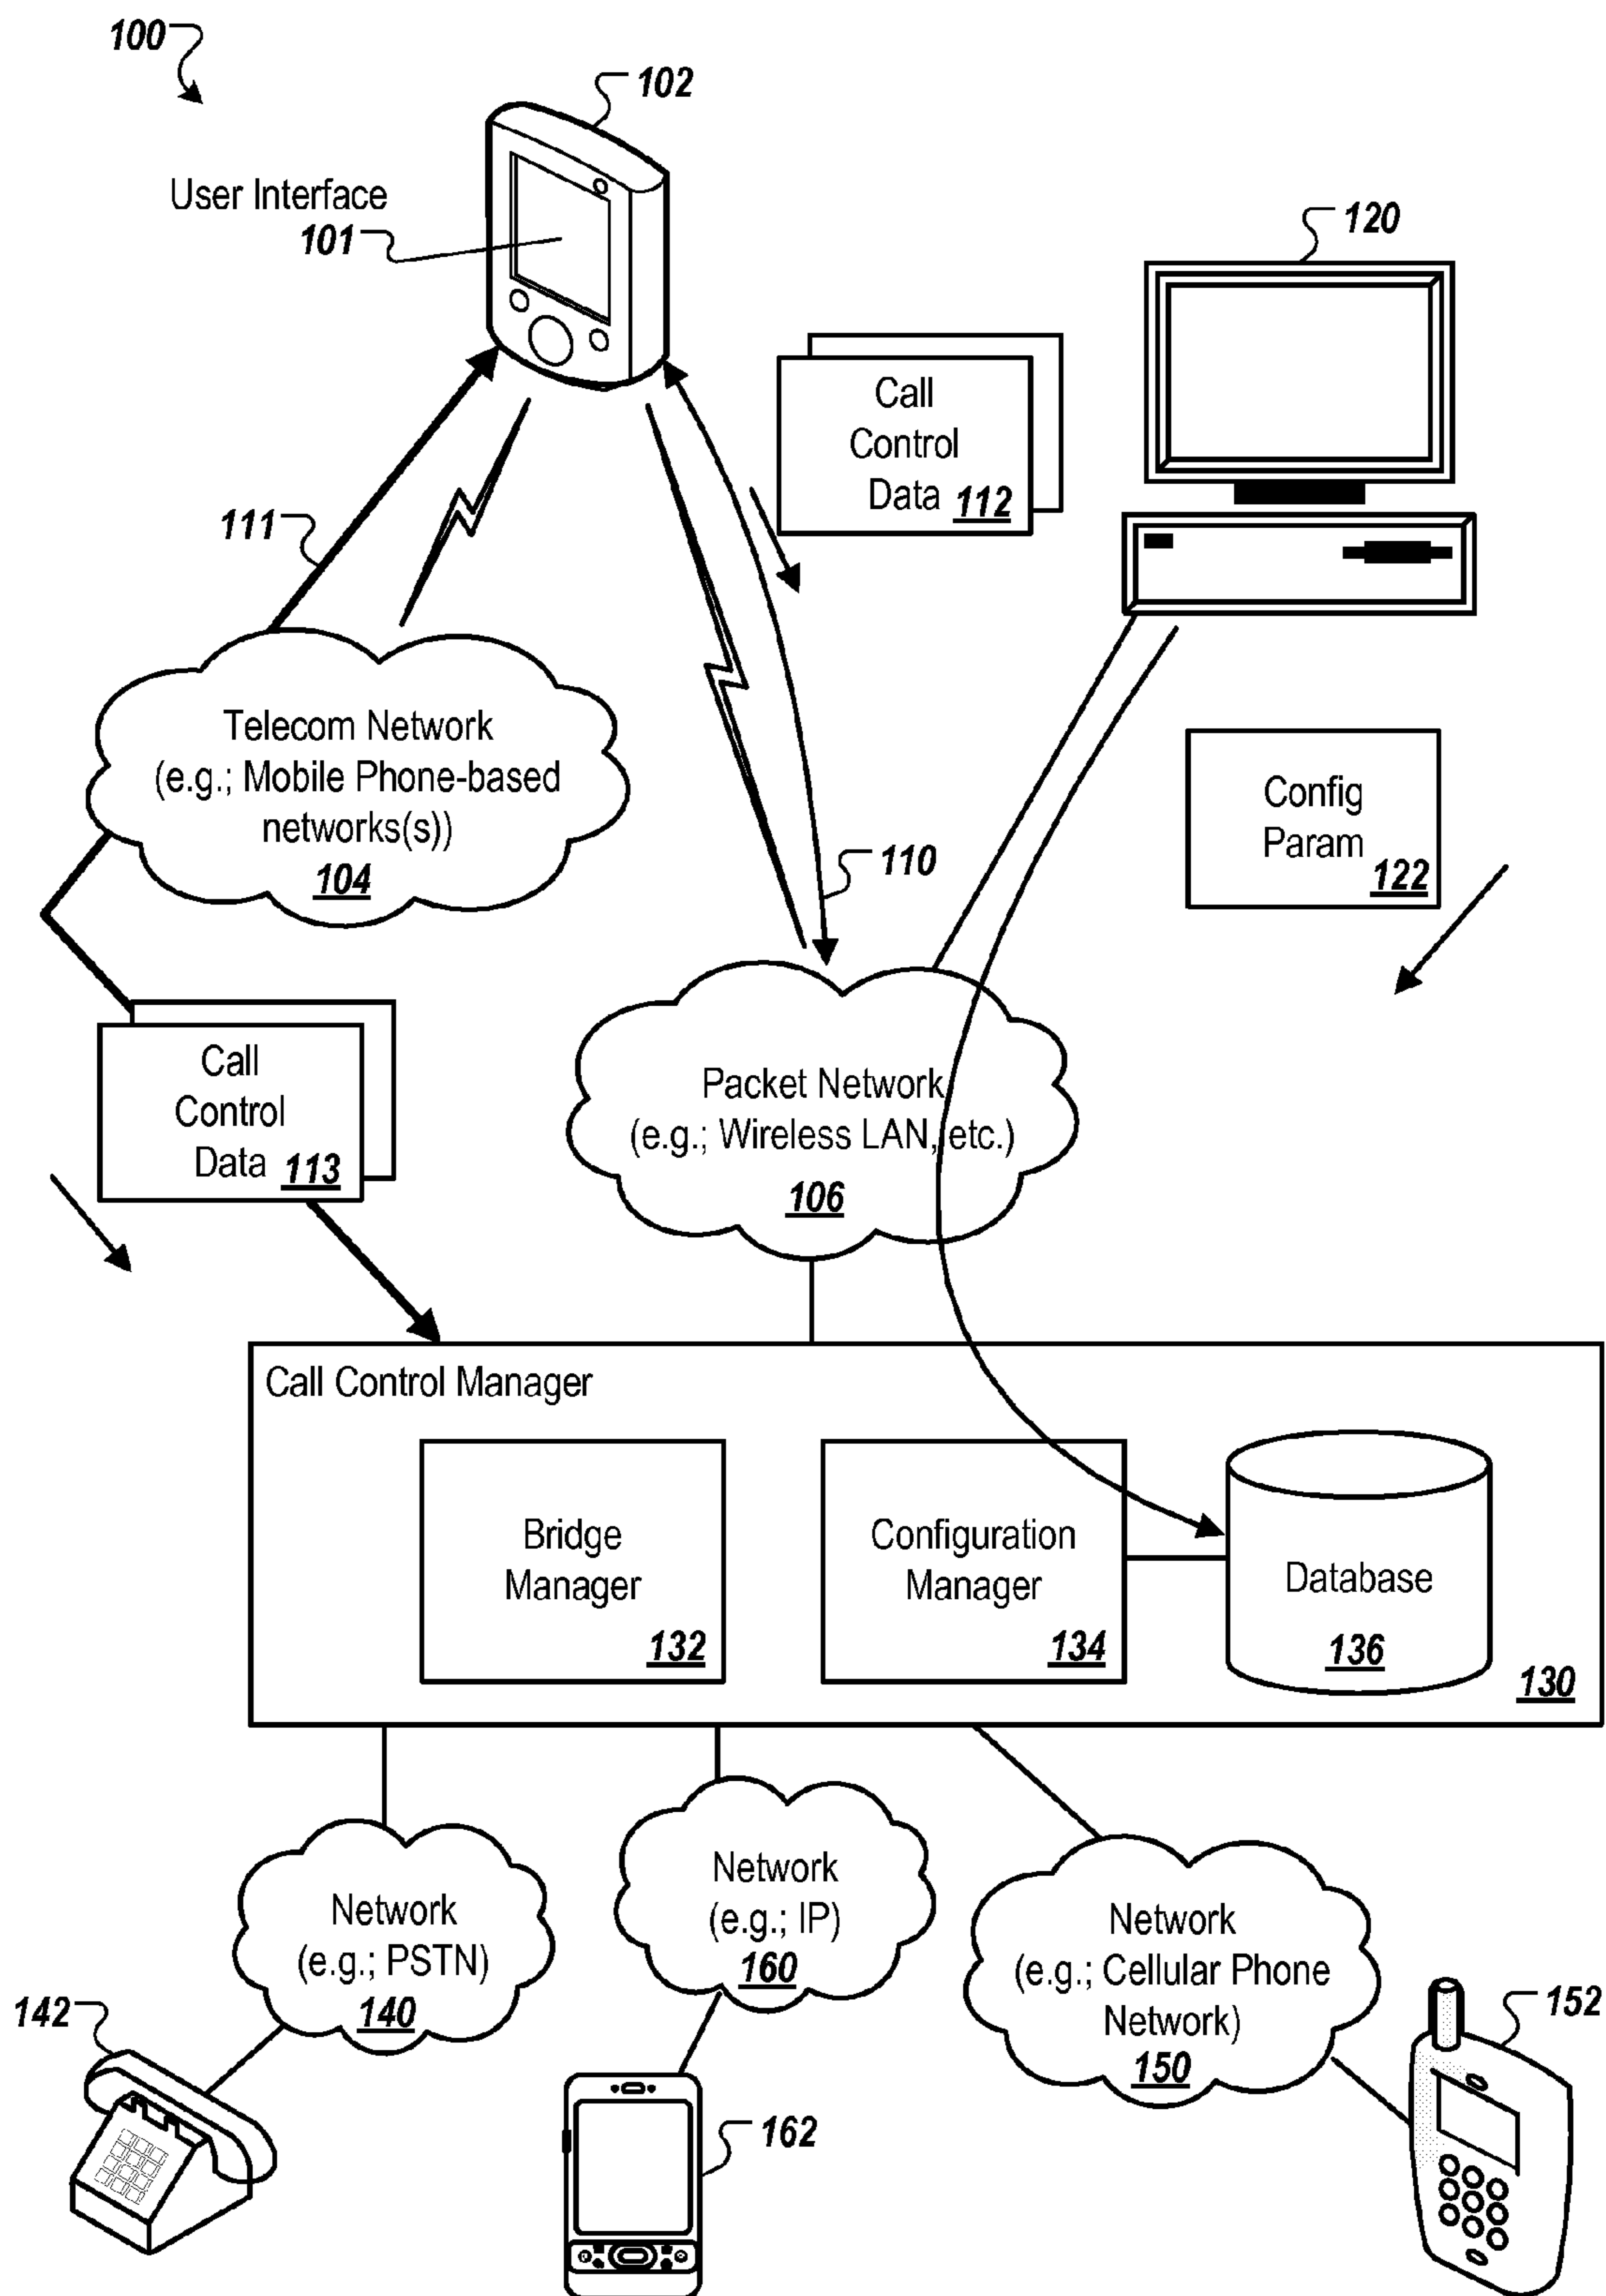 100
102
User Interface
101
120
Call
Control
Data 112
111
Telecom Network
(e.g.; Mobile Phone-based
networks(s))
104
Config
Param
122
110
Call
Control
Data 113
Packet Network
(e.g.; Wireless LAN, etc.)
106
Call Control Manager
Bridge
Manager
132
Configuration
Manager
134
Database
136
130
Network
(e.g.; PSTN)
140
Network
(e.g.; IP)
160
Network
(e.g.; Cellular Phone
Network)
150
142
152
162